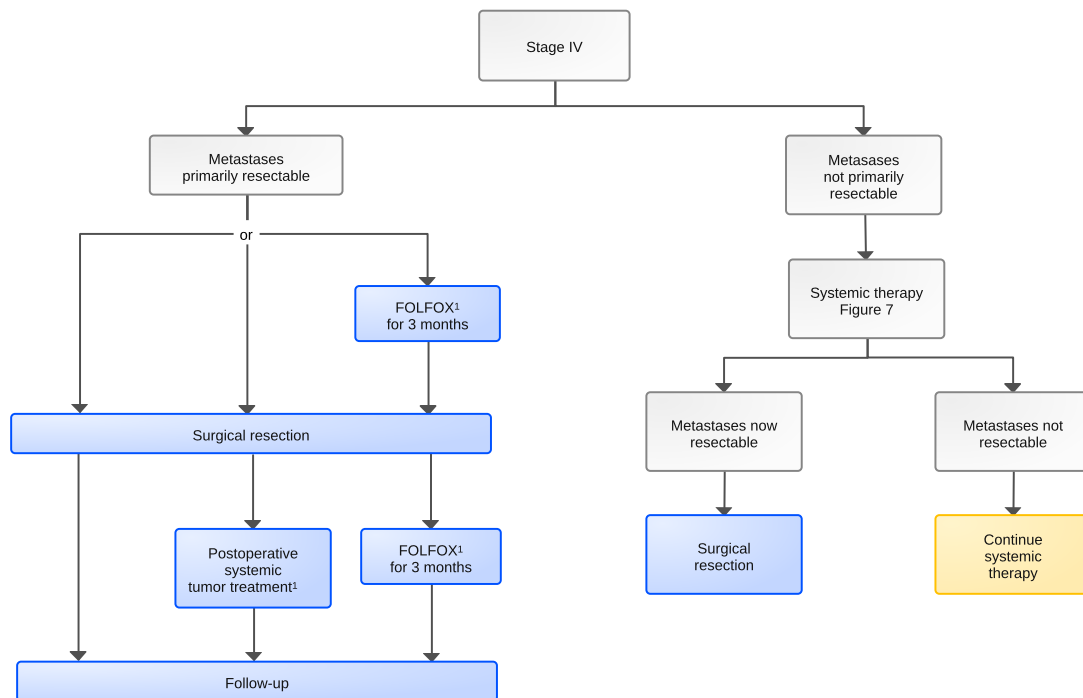 Stage IV
Metastases
primarily resectable
Metasases
not primarily
resectable
or
Systemic therapy
Figure 7
FOLFOX¹
for 3 months
Metastases now
resectable
Metastases not
resectable
Surgical resection
Surgical
resection
Continue
systemic
therapy
Postoperative
systemic
tumor treatment¹
FOLFOX¹
for 3 months
Follow-up